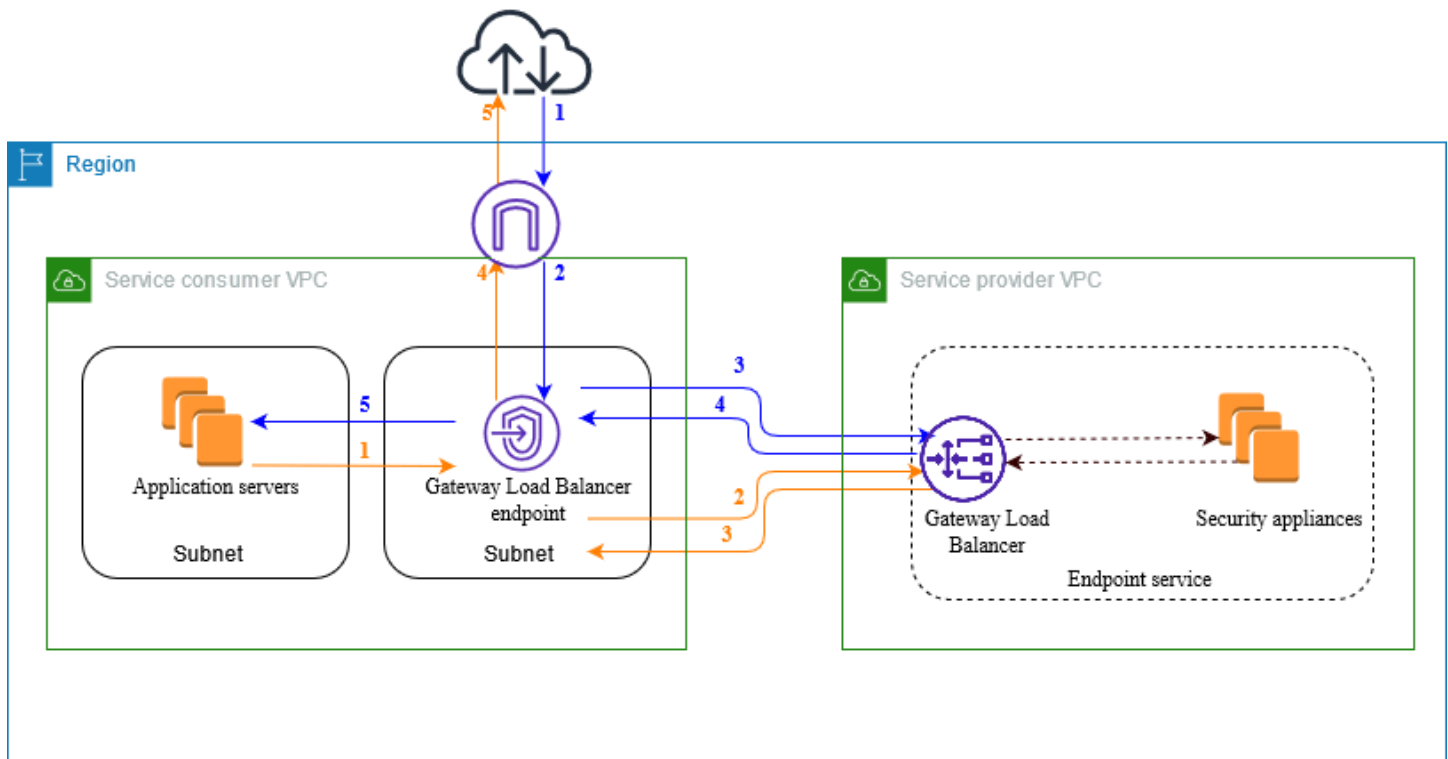 5
1
Region
4
2
Service consumer VPC
Service provider VPC
3
4
5
1
2
3
Application servers
Gateway Load Balancer
endpoint
Subnet
Subnet
Gateway Load
Balancer
Security appliances
Endpoint service